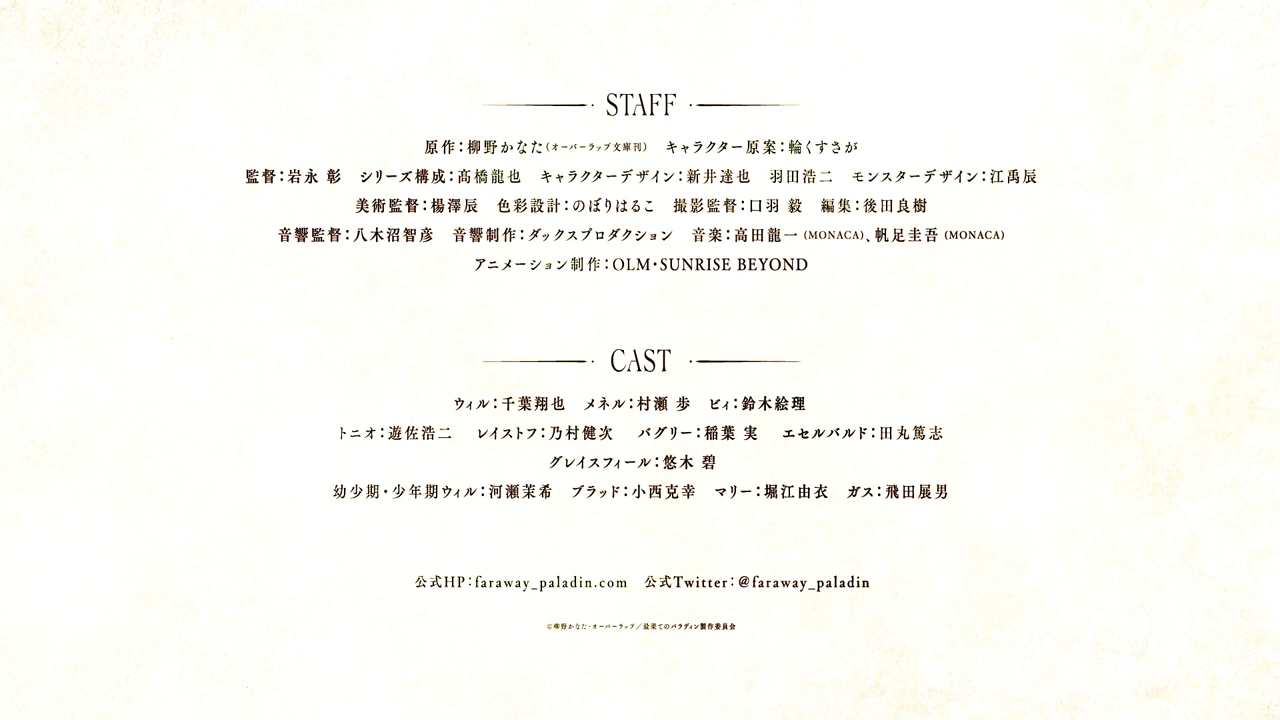 STAFF
原作：柳野かなた（オーバーラップ文庫刊）　キャラクター原案：輪くすさが
監督：岩永 彰　シリーズ構成：髙橋龍也　キャラクターデザイン：新井達也　羽田浩二　モンスターデザイン：江禹辰
美術監督：楊澤辰　色彩設計：のぼりはるこ　撮影監督：口羽 毅　編集：後田良樹
音響監督：八木沼智彦　音響制作：ダックスプロダクション　音楽：高田龍一（MONACA）、帆足圭吾（MONACA）
アニメーション制作：OLM・SUNRISE BEYOND
CAST
ウィル：千葉翔也　メネル：村瀬 歩　ビィ：鈴木絵理
トニオ：遊佐浩二　レイストフ：乃村健次　バグリー：稲葉 実　エセルバルド：田丸篤志
グレイスフィール：悠木 碧
幼少期・少年期ウィル：河瀬茉希　ブラッド：小西克幸　マリー：堀江由衣　ガス：飛田展男
公式HP：faraway_paladin.com　公式Twitter：@faraway_paladin
©柳野かなた・オーバーラップ／最果てのパラディン製作委員会